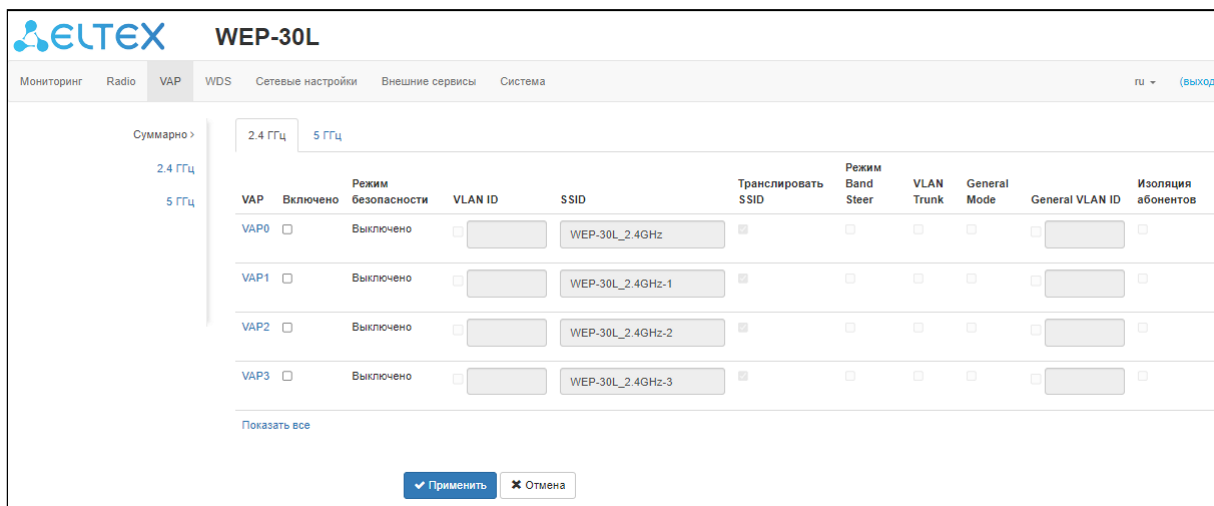 ELTEX WEP-30L
Мониторинг Radio VAP WDS Сетевые настройки Внешние сервисы Система ru (выход
Суммарно >
2.4 ГГц
5 ГГц
2.4 ГГц 5 ГГц
VAP Включено Режим безопасности VLAN ID SSID Транслировать SSID Режим Band Steer VLAN Trunk General Mode General VLAN ID Изоляция абонентов
VAP0 Выключено WEP-30L_2.4GHz
VAP1 Выключено WEP-30L_2.4GHz-1
VAP2 Выключено WEP-30L_2.4GHz-2
VAP3 Выключено WEP-30L_2.4GHz-3
Показать все
Применить Отмена